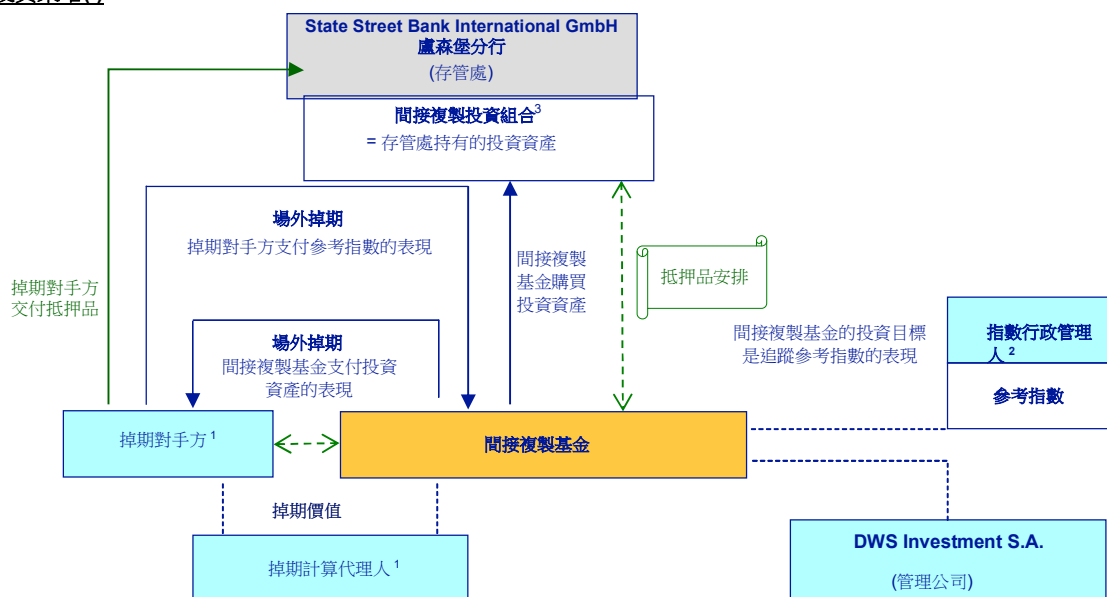 State Street Bank International GmbH
盧森堡分行
(存管處)
間接複製投資組合3
= 存管處持有的投資資產
場外掉期
掉期對手方支付參考指數的表現
間接複製
基金購買
投資資產
抵押品安排
掉期對手方
交付抵押品
場外掉期
間接複製基金支付投資
資產的表現
間接複製基金的投資目標
是追蹤參考指數的表現
指數行政管理
人 2
參考指數
掉期對手方 1
間接複製基金
掉期價值
掉期計算代理人 1
DWS Investment S.A.
(管理公司)